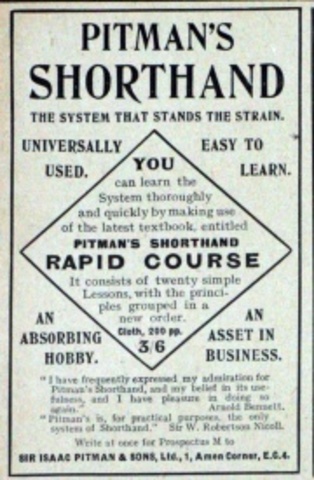 PITMAN'S
SHORTHAND
THE SYSTEM THAT STANDS THE STRAIN.
UNIVERSALLY USED.
EASY TO LEARN.
YOU
can learn the
System thoroughly
and quickly by making use
of the latest textbook, entitled
PITMAN'S SHORTHAND
RAPID COURSE
It consists of twenty simple
Lessons, with the princi-
ples grouped in a
new order.
Cloth, 200 pp.
3/6
AN ABSORBING HOBBY.
AN ASSET IN BUSINESS.
"I have frequently expressed my admiration for
Pitman's Shorthand, and my belief in its use-
fulness, and I have pleasure in doing so
again." Arnold Bennett.
"Pitman's is, for practical purposes, the only
system of Shorthand." Sir W. Robertson Nicoll.
Write at once for Prospectus M to
SIR ISAAC PITMAN & SONS, Ltd., 1, Amen Corner, E.C.4.